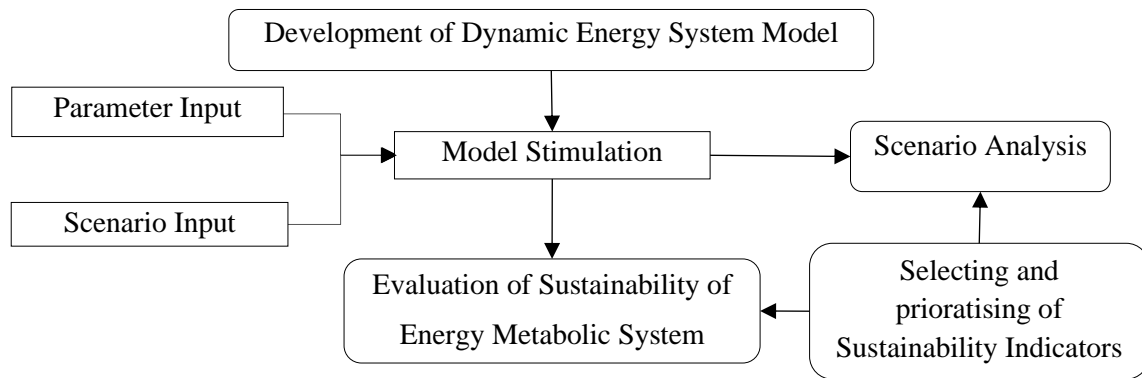 Development of Dynamic Energy System Model
Parameter Input
Model Stimulation
Scenario Analysis
Scenario Input
Evaluation of Sustainability of
Energy Metabolic System
Selecting and
prioratising of
Sustainability Indicators